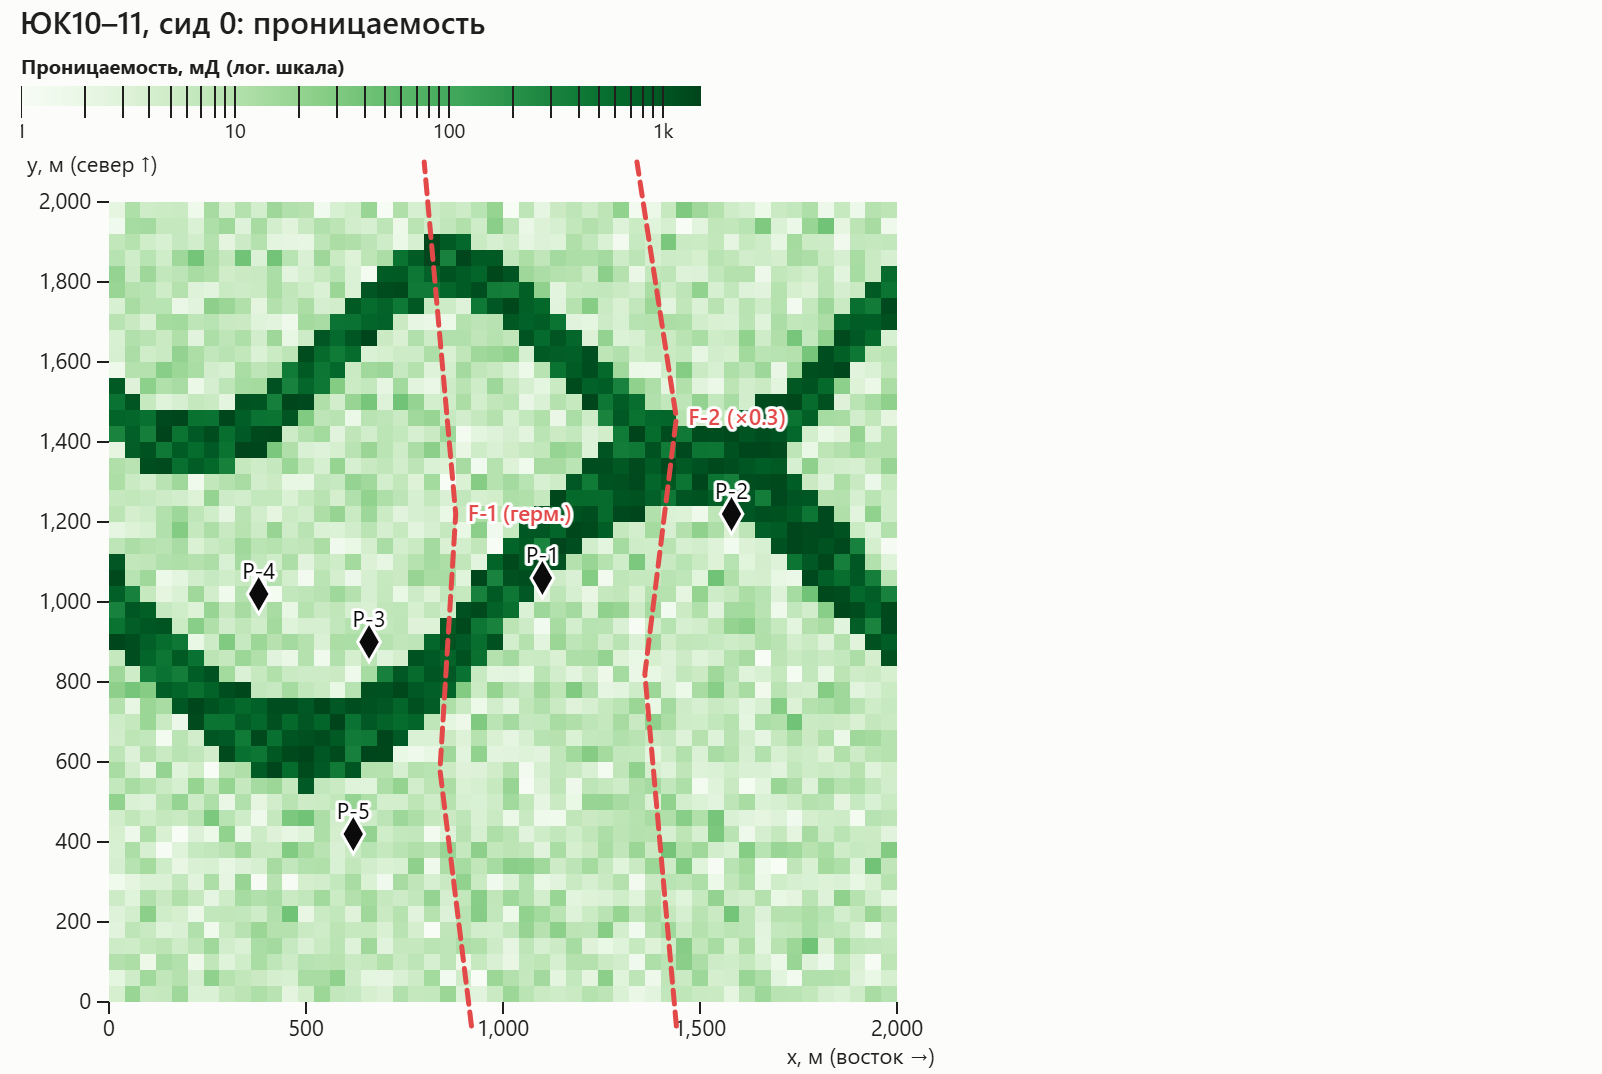 ЮК10–11, сид 0: проницаемость
Проницаемость, мД (лог. шкала)
1 10 100 1k
y, м (север ↑)
2,000
1,800
1,600
1,400
F-2 (×0.3)
P-2
1,200
F-1 (герм.)
P-1
P-4
1,000
P-3
800
600
P-5
400
200
0
0 500 1,000 1,500 2,000
x, м (восток →)